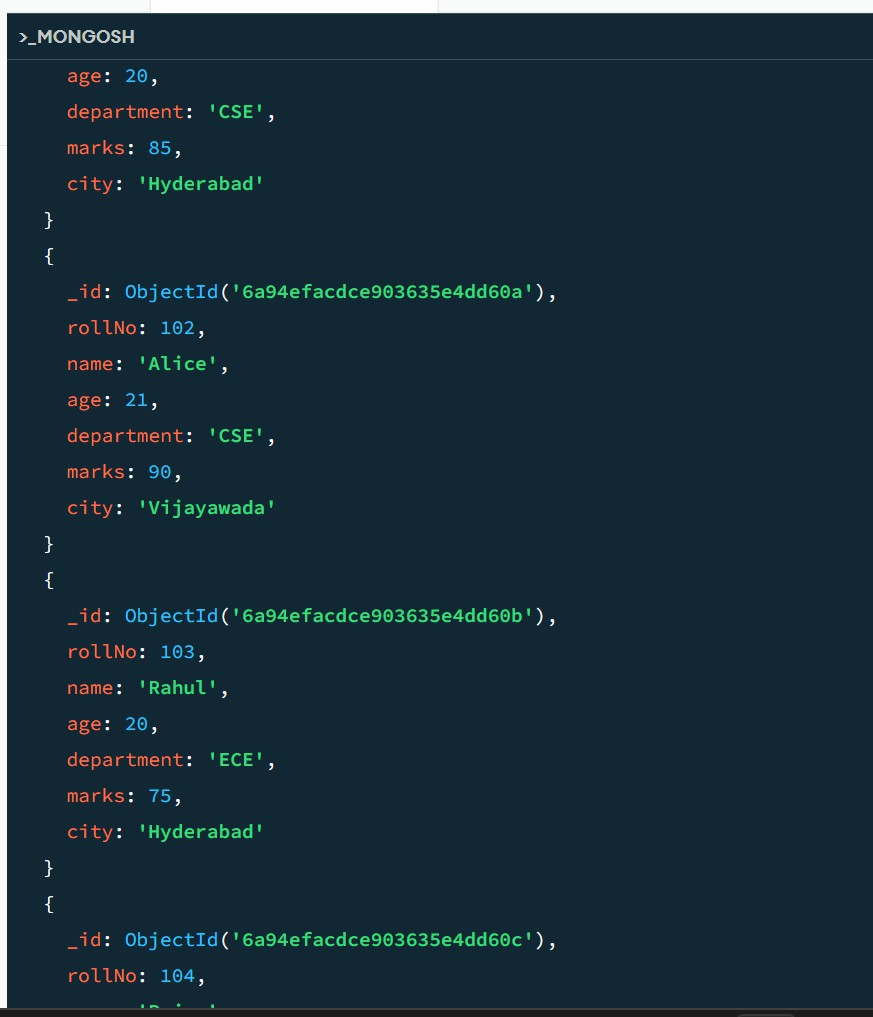 >_MONGOSH
age: 20,
department: 'CSE',
marks: 85,
city: 'Hyderabad'
}
{
_id: ObjectId('6a94efacdce903635e4dd60a'),
rollNo: 102,
name: 'Alice',
age: 21,
department: 'CSE',
marks: 90,
city: 'Vijayawada'
}
{
_id: ObjectId('6a94efacdce903635e4dd60b'),
rollNo: 103,
name: 'Rahul',
age: 20,
department: 'ECE',
marks: 75,
city: 'Hyderabad'
}
{
_id: ObjectId('6a94efacdce903635e4dd60c'),
rollNo: 104,